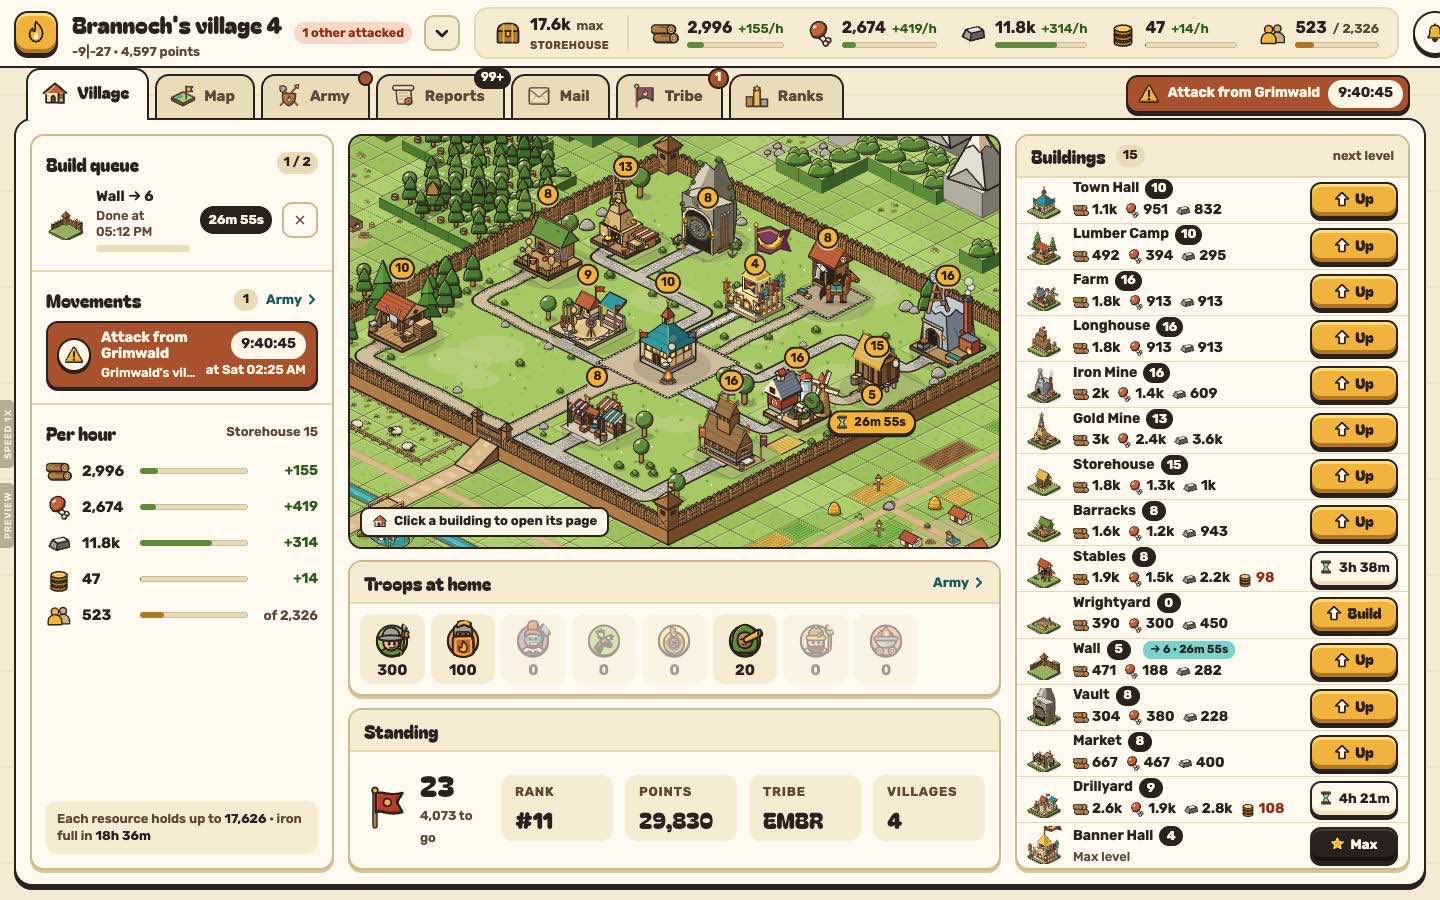 Brannoch's village 4
-9|-27 • 4,597 points
1 other attacked
17.6k max
STOREHOUSE
2,996 +155/h
2,674 +419/h
11.8k +314/h
47 +14/h
523 / 2,326
Village
Map
Army
Reports
99+
Mail
Tribe
1
Ranks
Attack from Grimwald 9:40:45
Build queue
1 / 2
Wall → 6
Done at
05:12 PM
26m 55s
×
Movements
1
Army >
Attack from
Grimwald
9:40:45
Grimwald's vil... at Sat 02:25 AM
Per hour
Storehouse 15
2,996 +155
2,674 +419
11.8k +314
47 +14
523 of 2,326
Each resource holds up to 17,626 • iron
full in 18h 36m
SPEED 1X
PREVIEW
13
8
8
8
10
9
10
4
16
15
16
16
8
5
26m 55s
Click a building to open its page
Troops at home
Army >
300
100
0
0
0
20
0
0
Standing
23
4,073 to
go
RANK
#11
POINTS
29,830
TRIBE
EMBR
VILLAGES
4
Buildings 15
next level
Town Hall 10
1.1k 951 832
Up
Lumber Camp 10
492 394 295
Up
Farm 16
1.8k 913 913
Up
Longhouse 16
1.8k 913 913
Up
Iron Mine 16
2k 1.4k 609
Up
Gold Mine 13
3k 2.4k 3.6k
Up
Storehouse 15
1.8k 1.3k 1k
Up
Barracks 8
1.6k 1.2k 943
Up
Stables 8
1.9k 1.5k 2.2k 98
3h 38m
Wrightyard 0
390 300 450
Build
Wall 5 → 6 • 26m 55s
471 188 282
Up
Vault 8
304 380 228
Up
Market 8
667 467 400
Up
Drillyard 9
2.6k 1.9k 2.8k 108
4h 21m
Banner Hall 4
Max level
Max